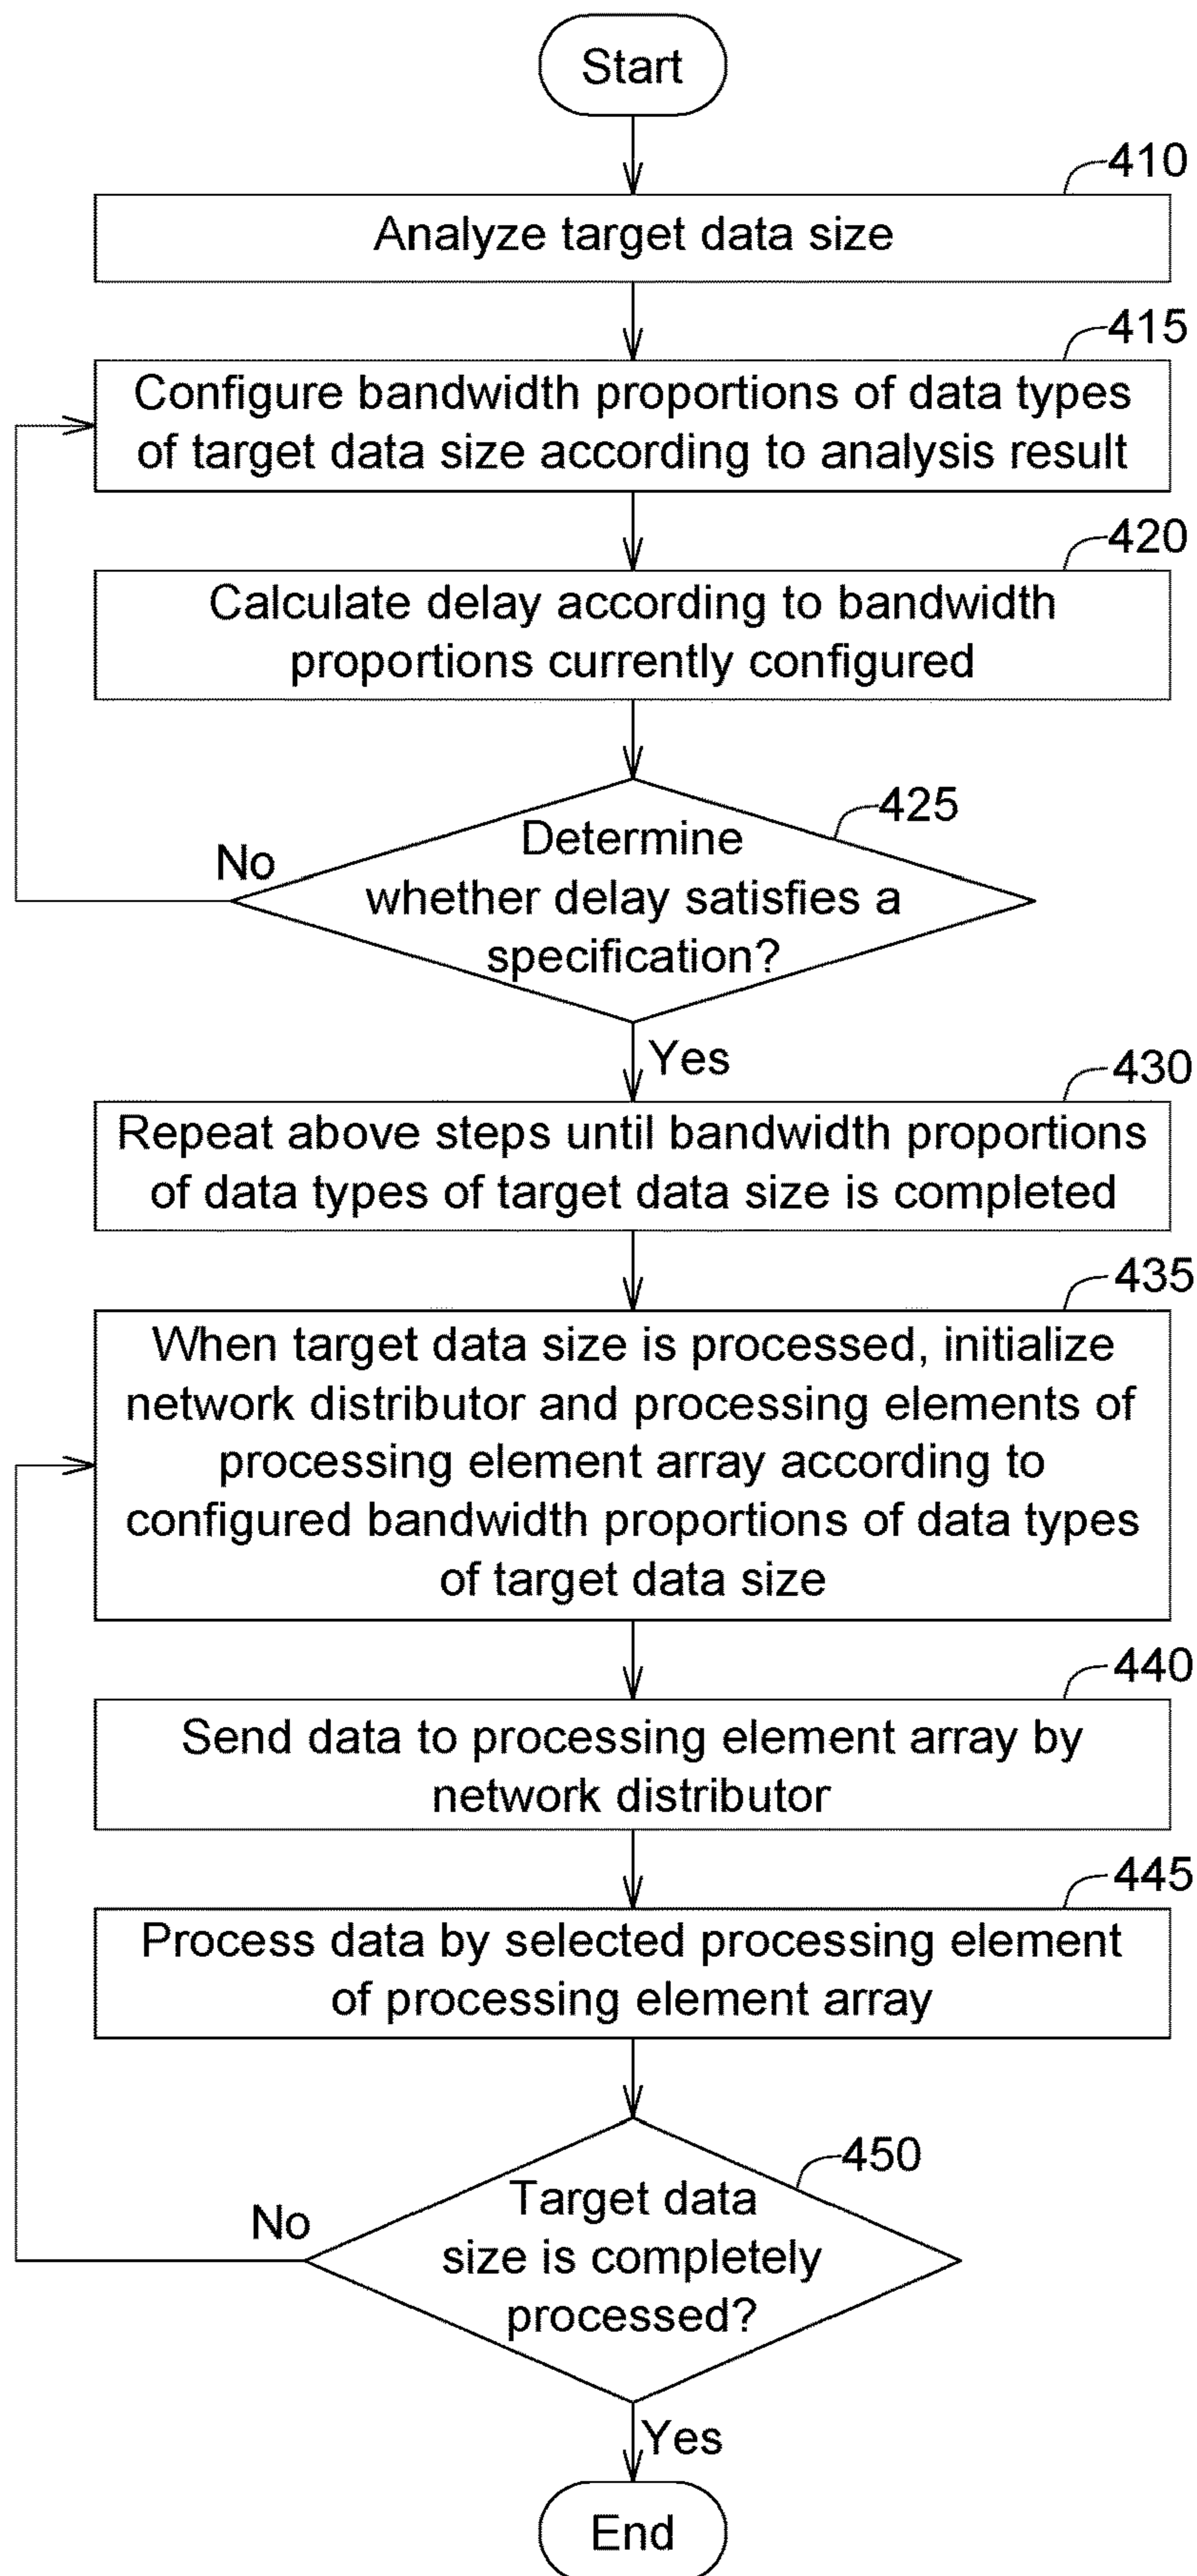 Start
410
Analyze target data size
415
Configure bandwidth proportions of data types
of target data size according to analysis result
420
Calculate delay according to bandwidth
proportions currently configured
425
Determine
No
whether delay satisfies a
specification?
Yes
430
Repeat above steps until bandwidth proportions
of data types of target data size is completed
435
When target data size is processed, initialize
network distributor and processing elements of
processing element array according to
configured bandwidth proportions of data types
of target data size
440
Send data to processing element array by
network distributor
445
Process data by selected processing element
of processing element array
450
Target data
No
size is completely
processed?
Yes
End